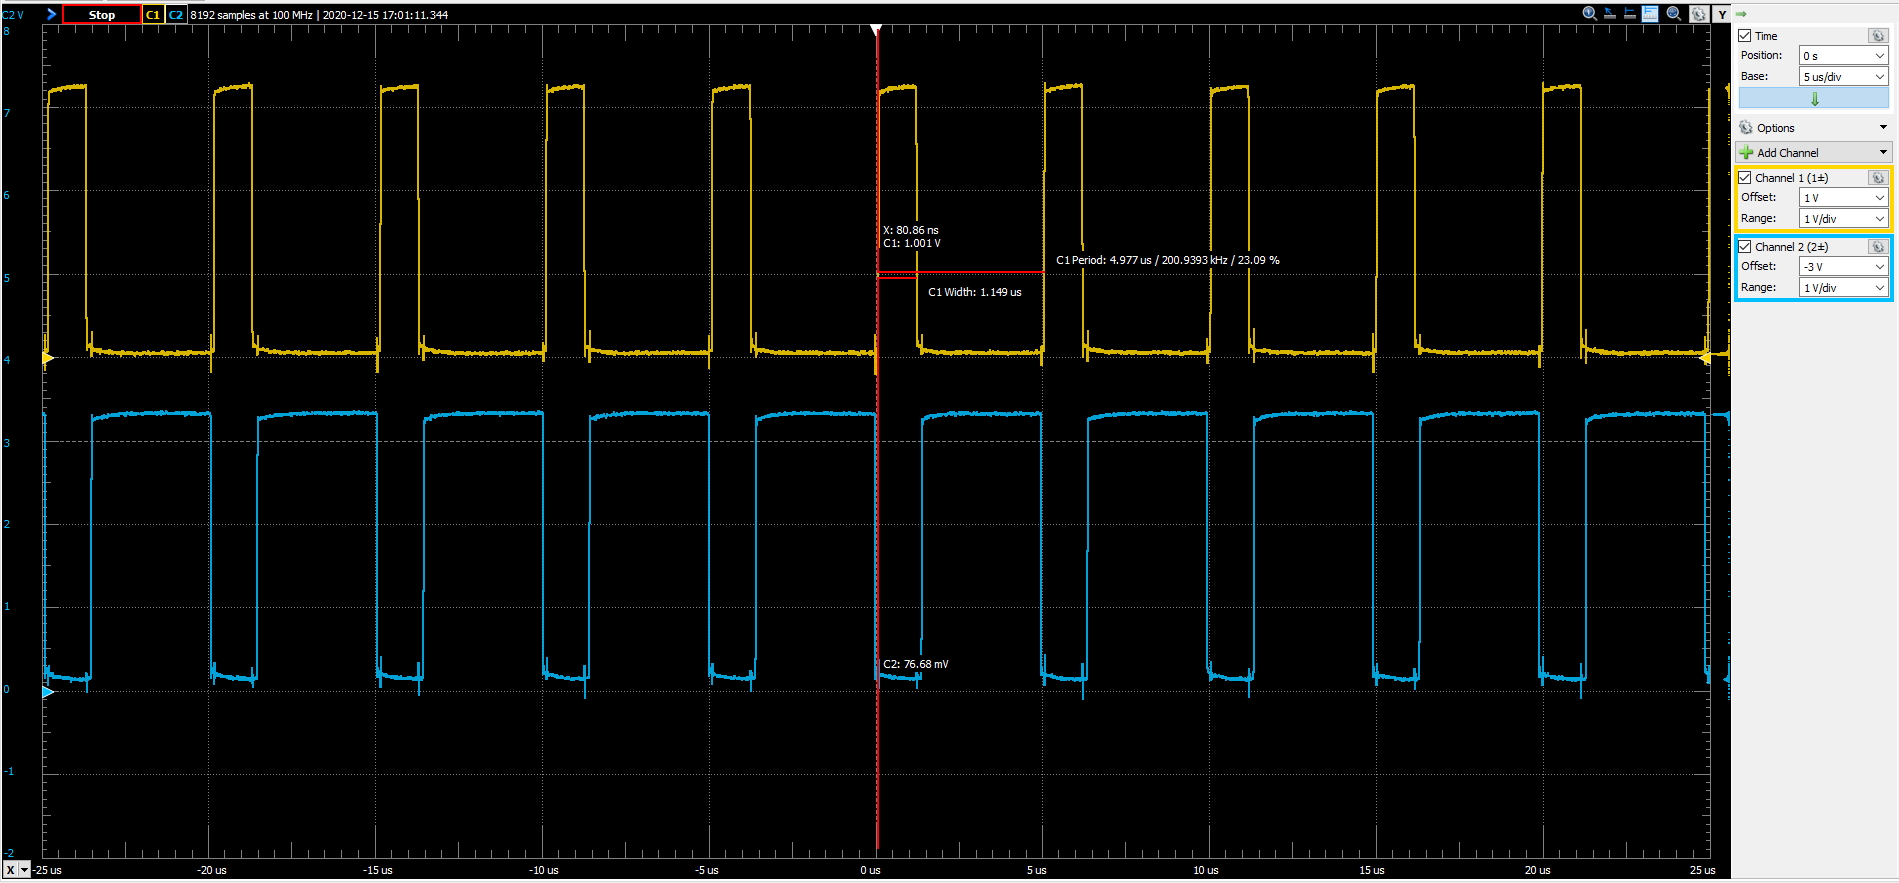 C2 V
Stop C1 C2 8192 samples at 100 MHz | 2020-12-15 17:01:11.344
Y
8
7
6
5
4
3
2
1
0
-1
-2
X: 80.86 ns
C1: 1.001 V
C1 Period: 4.977 us / 200.9393 kHz / 23.09 %
C1 Width: 1.149 us
C2: 76.68 mV
X
-25 us -20 us -15 us -10 us -5 us 0 us 5 us 10 us 15 us 20 us 25 us
Time
Position: 0 s
Base: 5 us/div
Options
Add Channel
Channel 1 (1±)
Offset: 1 V
Range: 1 V/div
Channel 2 (2±)
Offset: -3 V
Range: 1 V/div